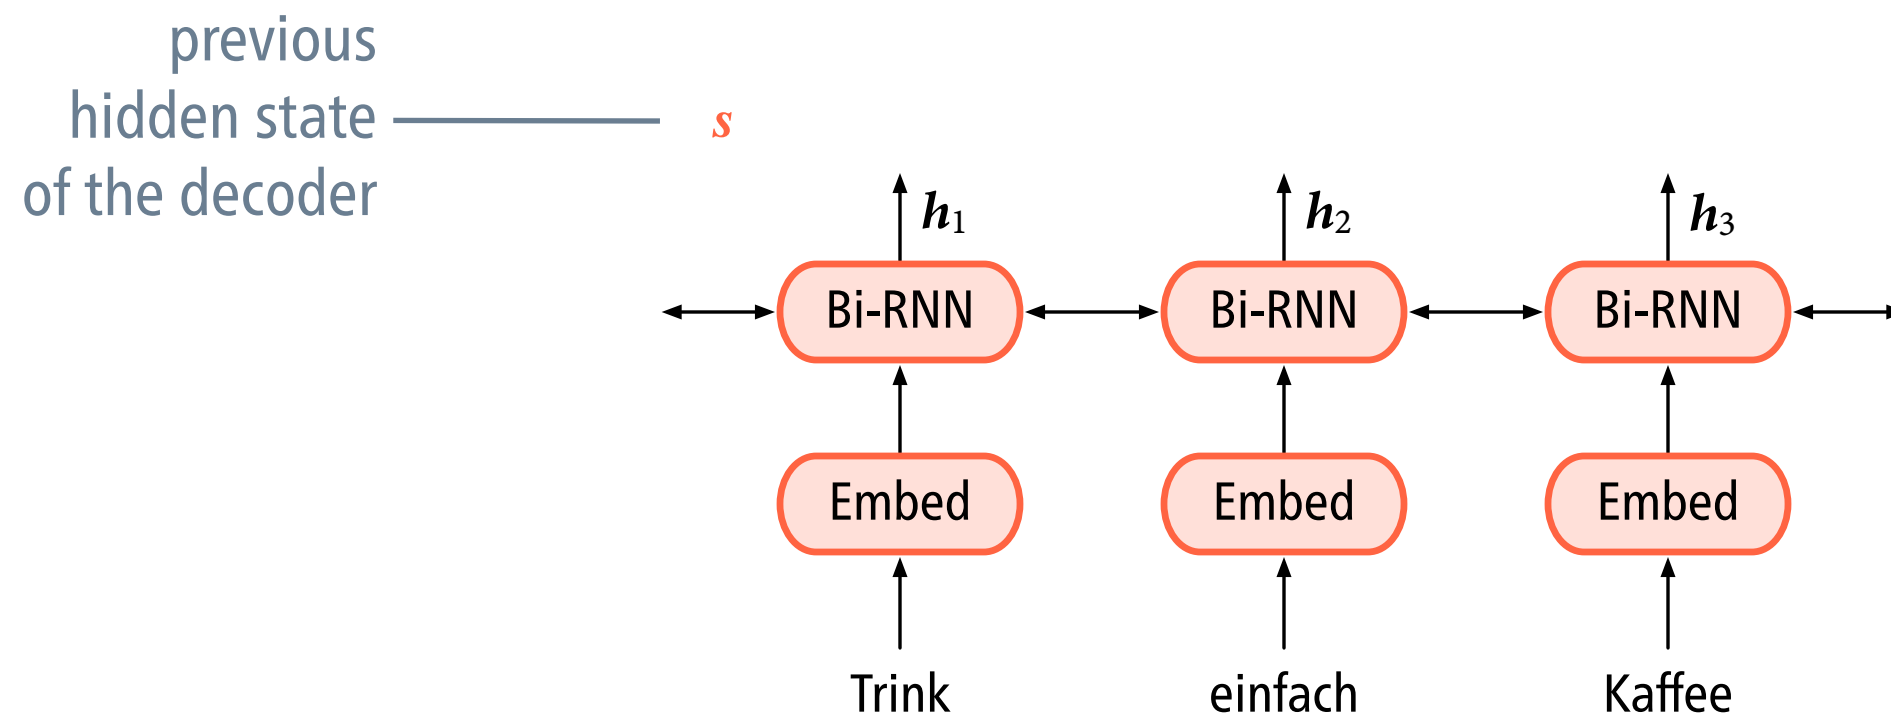 previous
hidden state
of the decoder
s
h1 h2 h3
Bi-RNN Bi-RNN Bi-RNN
Embed Embed Embed
Trink einfach Kaffee